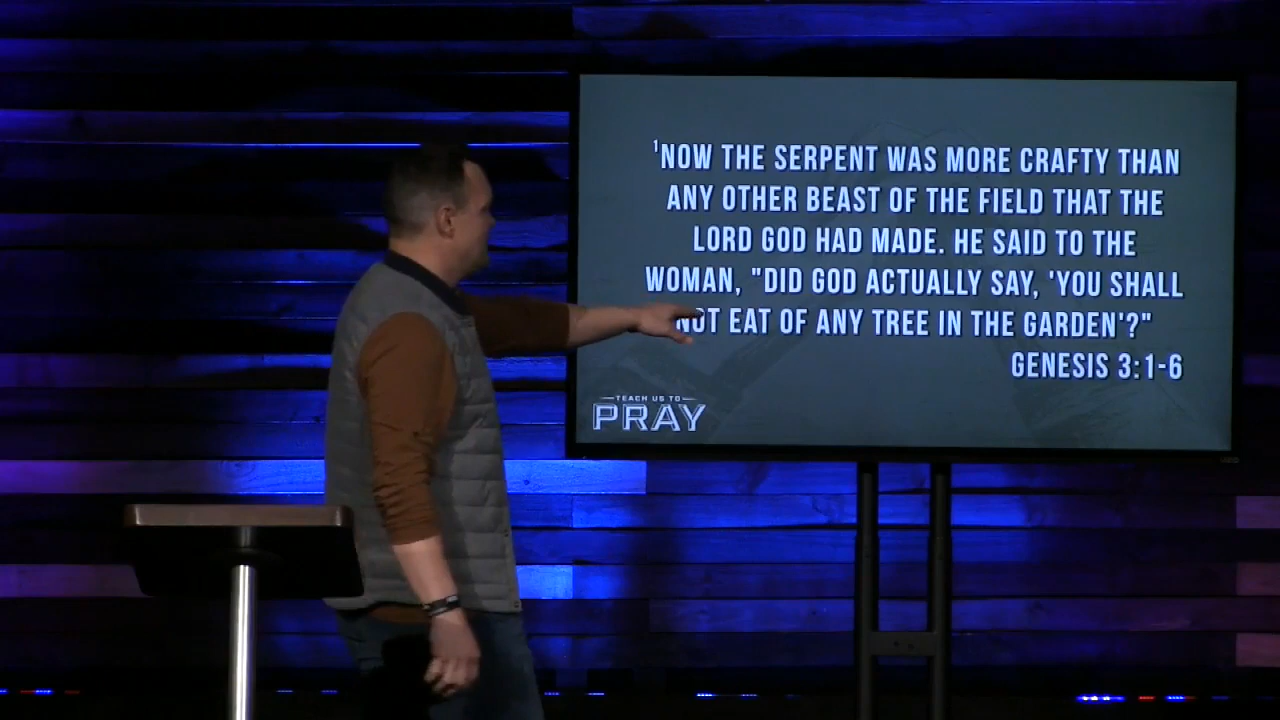 ¹NOW THE SERPENT WAS MORE CRAFTY THAN
ANY OTHER BEAST OF THE FIELD THAT THE
LORD GOD HAD MADE. HE SAID TO THE
WOMAN, "DID GOD ACTUALLY SAY, 'YOU SHALL
NOT EAT OF ANY TREE IN THE GARDEN'?"
GENESIS 3:1-6
TEACH US TO
PRAY
VIZIO